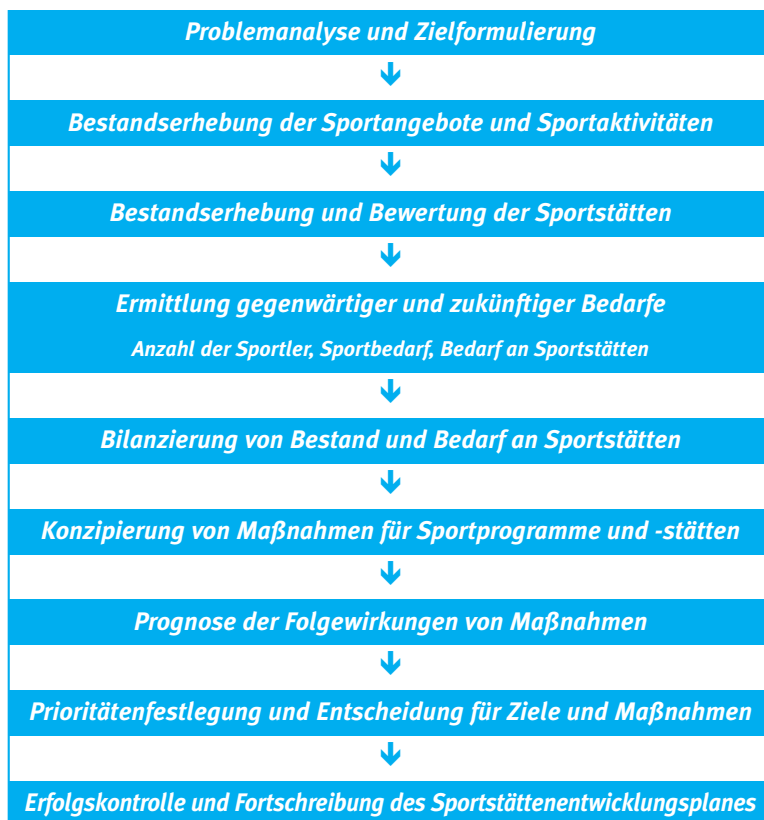 Problemanalyse und Zielformulierung
Bestandserhebung der Sportangebote und Sportaktivitäten
Bestandserhebung und Bewertung der Sportstätten
Ermittlung gegenwärtiger und zukünftiger Bedarfe
Anzahl der Sportler, Sportbedarf, Bedarf an Sportstätten
Bilanzierung von Bestand und Bedarf an Sportstätten
Konzipierung von Maßnahmen für Sportprogramme und -stätten
Prognose der Folgewirkungen von Maßnahmen
Prioritätenfestlegung und Entscheidung für Ziele und Maßnahmen
Erfolgskontrolle und Fortschreibung des Sportstättenentwicklungsplanes